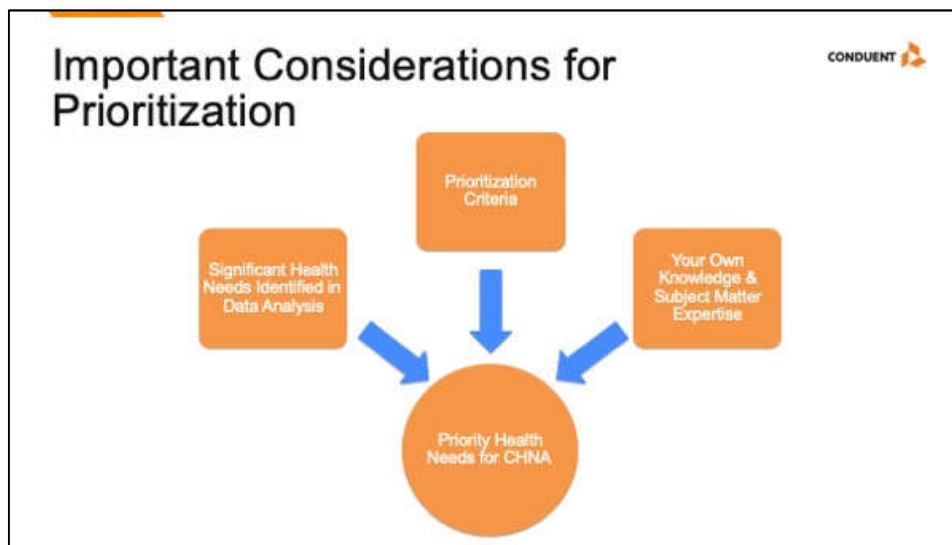 Important Considerations for
Prioritization
CONDUENT
Prioritization
Criteria
Significant Health
Needs Identified in
Data Analysis
Your Own
Knowledge &
Subject Matter
Expertise
Priority Health
Needs for CHNA